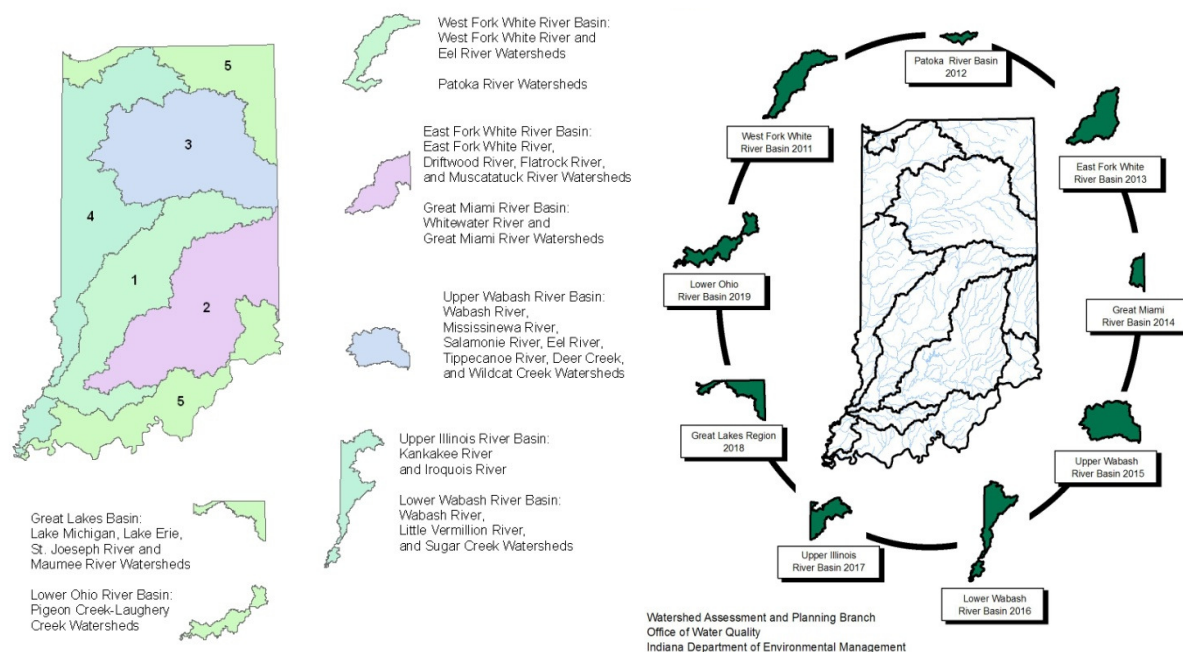 5
3
4
1
2
5
West Fork White River Basin:
West Fork White River and
Eel River Watersheds
Patoka River Watersheds
East Fork White River Basin:
East Fork White River,
Driftwood River, Flatrock River,
and Muscatatuck River Watersheds
Great Miami River Basin:
Whitewater River and
Great Miami River Watersheds
Upper Wabash River Basin:
Wabash River,
Mississinewa River,
Salamonie River, Eel River,
Tippecanoe River, Deer Creek,
and Wildcat Creek Watersheds
Upper Illinois River Basin:
Kankakee River
and Iroquois River
Lower Wabash River Basin:
Wabash River,
Little Vermillion River,
and Sugar Creek Watersheds
Great Lakes Basin:
Lake Michigan, Lake Erie,
St. Joeseph River and
Maumee River Watersheds
Lower Ohio River Basin:
Pigeon Creek-Laughery
Creek Watersheds
Patoka River Basin
2012
West Fork White
River Basin 2011
East Fork White
River Basin 2013
Lower Ohio
River Basin 2019
Great Miami
River Basin 2014
Great Lakes Region
2018
Upper Wabash
River Basin 2015
Upper Illinois
River Basin 2017
Lower Wabash
River Basin 2016
Watershed Assessment and Planning Branch
Office of Water Quality
Indiana Department of Environmental Management